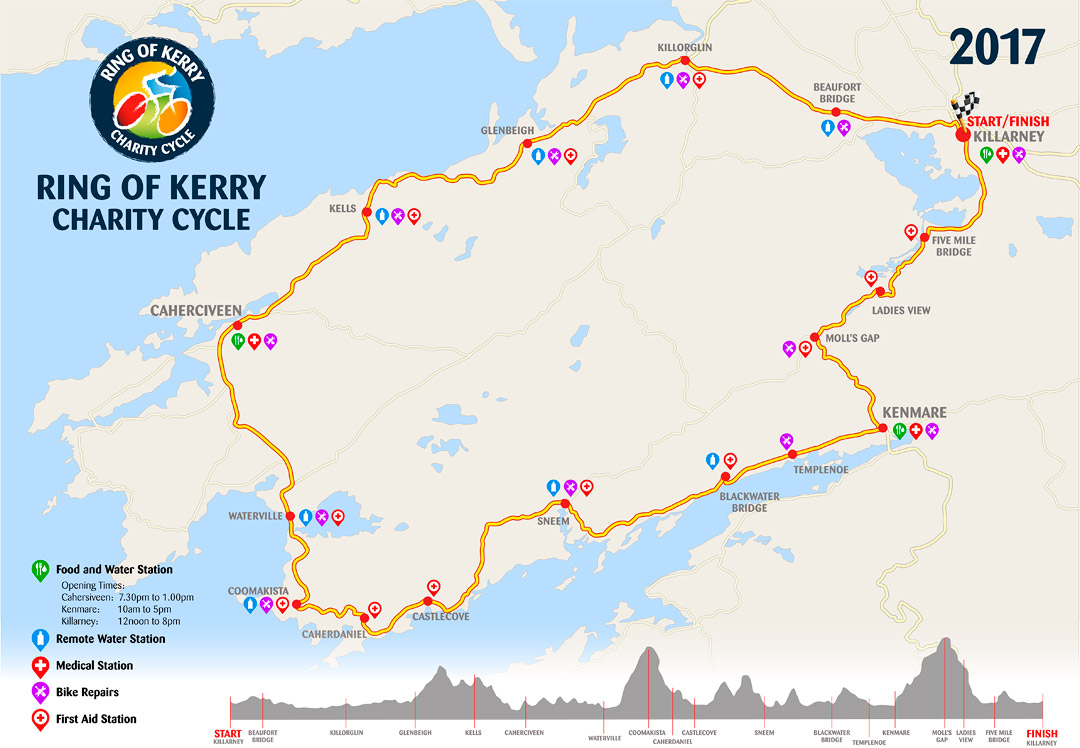 RING OF KERRY
CHARITY CYCLE
RING OF KERRY
CHARITY CYCLE
2017
KILLORGLIN
BEAUFORT
BRIDGE
START/FINISH
KILLARNEY
GLENBEIGH
KELLS
FIVE MILE
BRIDGE
CAHERCIVEEN
LADIES VIEW
MOLL'S GAP
KENMARE
TEMPLENOE
BLACKWATER
BRIDGE
SNEEM
WATERVILLE
COOMAKISTA
CASTLECOVE
CAHERDANIEL
Food and Water Station
Opening Times:
Cahersiveen: 7.30pm to 1.00pm
Kenmare: 10am to 5pm
Killarney: 12noon to 8pm
Remote Water Station
Medical Station
Bike Repairs
First Aid Station
START
KILLARNEY
BEAUFORT
BRIDGE
KILLORGLIN
GLENBEIGH
KELLS
CAHERCIVEEN
WATERVILLE
COOMAKISTA
CAHERDANIEL
CASTLECOVE
SNEEM
BLACKWATER
BRIDGE
TEMPLENOE
KENMARE
MOLL'S
GAP
LADIES
VIEW
FIVE MILE
BRIDGE
FINISH
KILLARNEY